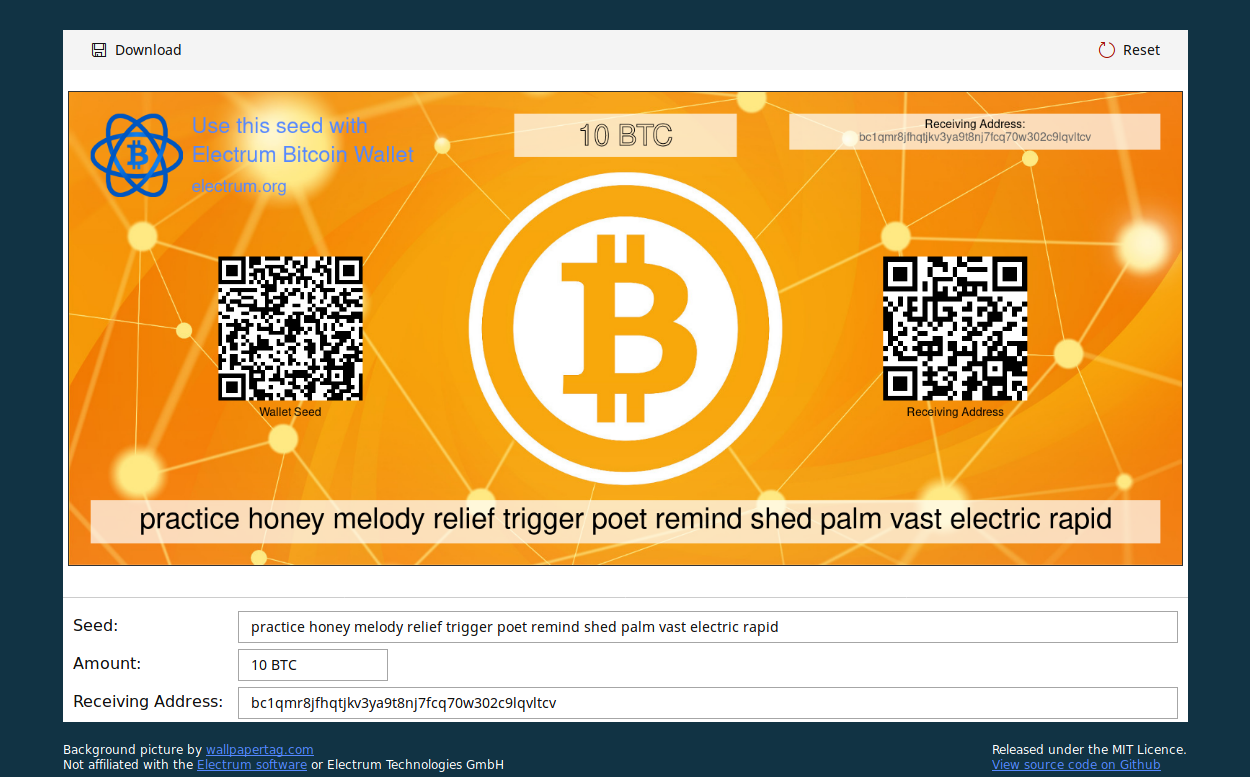 Download
Reset
Use this seed with
Electrum Bitcoin Wallet
electrum.org
10 BTC
Receiving Address:
bc1qmr8jfhqtjkv3ya9t8nj7fcq70w302c9lqvltcv
Wallet Seed
Receiving Address
practice honey melody relief trigger poet remind shed palm vast electric rapid
Seed:
practice honey melody relief trigger poet remind shed palm vast electric rapid
Amount:
10 BTC
Receiving Address:
bc1qmr8jfhqtjkv3ya9t8nj7fcq70w302c9lqvltcv
Background picture by wallpapertag.com
Not affiliated with the Electrum software or Electrum Technologies GmbH
Released under the MIT Licence.
View source code on Github